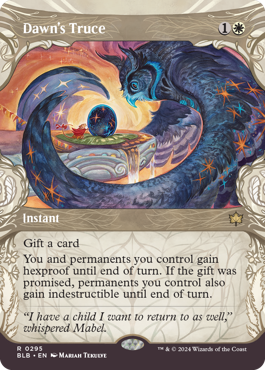 Dawn's Truce 1
Instant
Gift a card
You and permanents you control gain
hexproof until end of turn. If the gift was
promised, permanents you control also
gain indestructible until end of turn.
“I have a child I want to return to as well,”
whispered Mabel.
R 0295
BLB • EN Mariah Tekulve
™ & © 2024 Wizards of the Coast